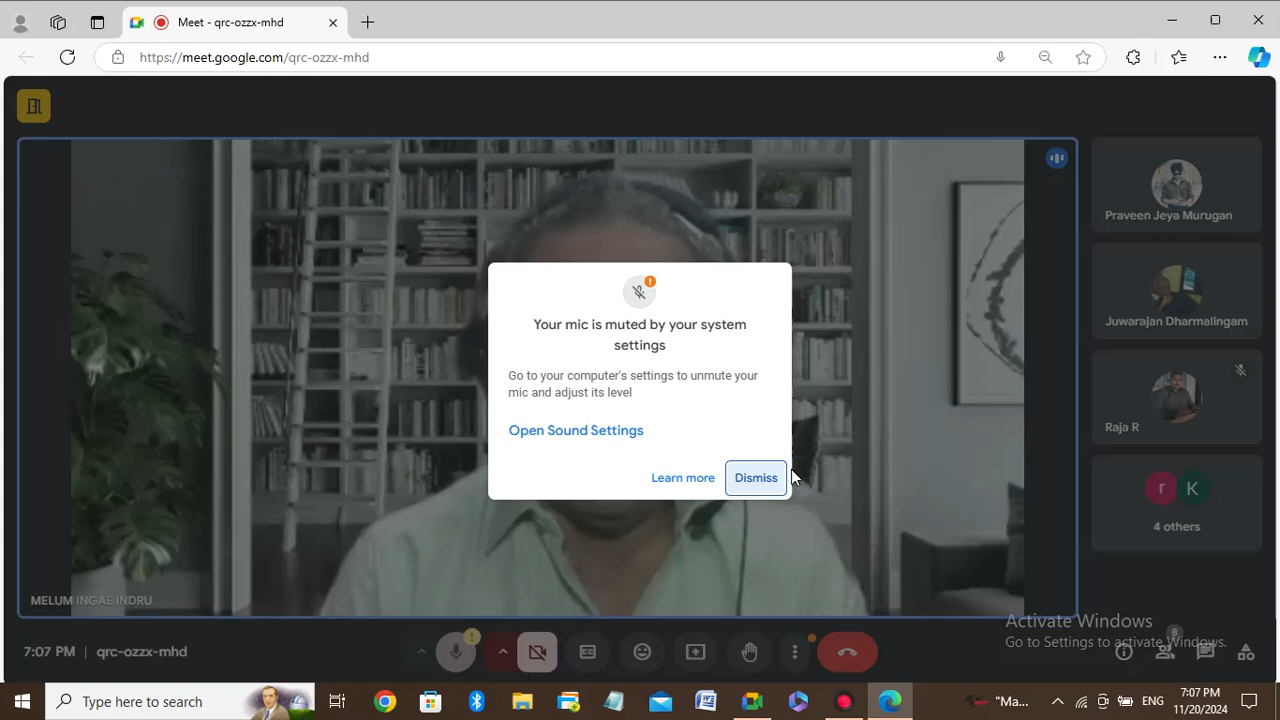 Meet - qrc-ozzx-mhd
https://meet.google.com/qrc-ozzx-mhd
Praveen Jeya Murugan
Juwarajan Dharmalingam
Raja R
r K
4 others
Your mic is muted by your system
settings
Go to your computer's settings to unmute your
mic and adjust its level
Open Sound Settings
Learn more
Dismiss
MELUM INGAE INDRU
Activate Windows
Go to Settings to activate Windows.
7:07 PM | qrc-ozzx-mhd
8
Type here to search
"Ma...
ENG
7:07 PM
11/20/2024